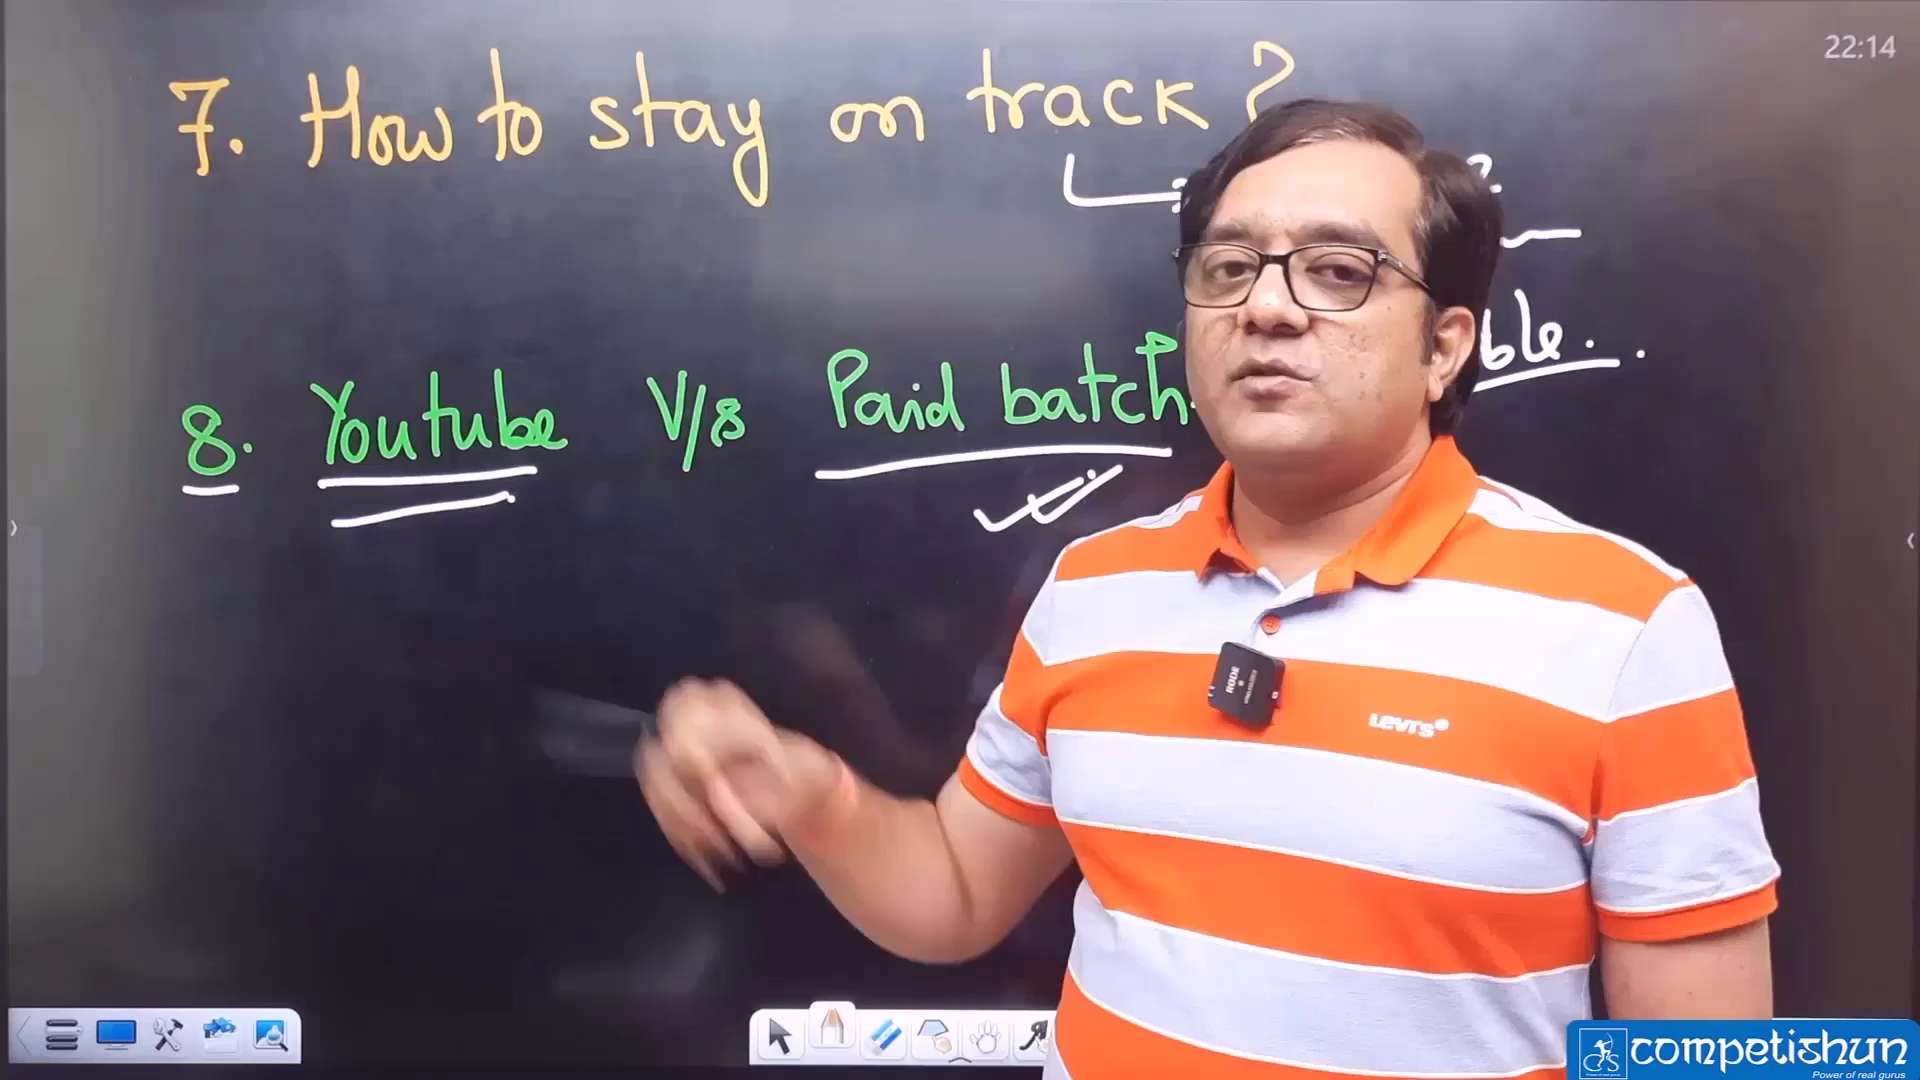 22:14
7. How to stay on track?
ble..
8. Youtube V/s Paid batch
RODE
Levi's
competishun
Power of real gurus